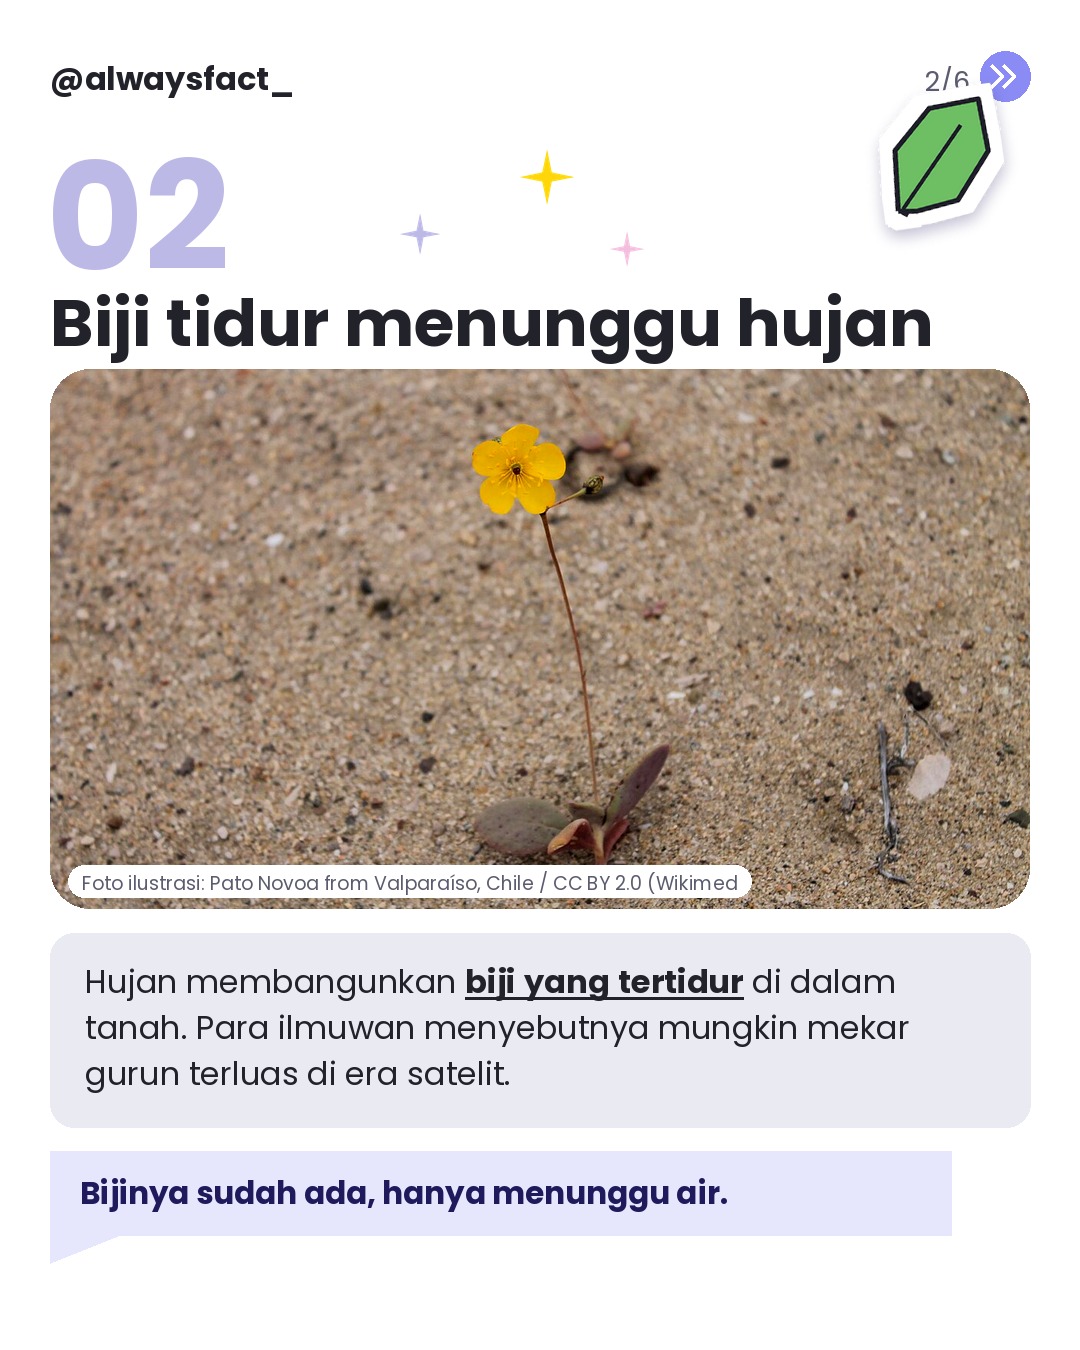 @alwaysfact_
2/6
02
Biji tidur menunggu hujan
Foto ilustrasi: Pato Novoa from Valparaíso, Chile / CC BY 2.0 (Wikimed
Hujan membangunkan biji yang tertidur di dalam
tanah. Para ilmuwan menyebutnya mungkin mekar
gurun terluas di era satelit.
Bijinya sudah ada, hanya menunggu air.